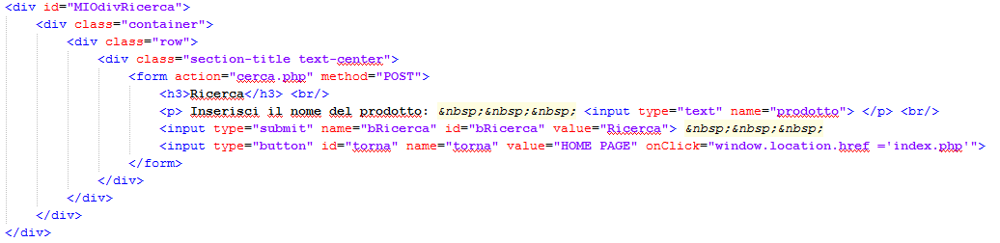 <div id="MIOdivRicerca">
<div class="container">
<div class="row">
<div class="section-title text-center">
<form action="cerca.php" method="POST">
<h3>Ricerca</h3> <br/>
<p> Inserisci il nome del prodotto: &nbsp;&nbsp;&nbsp; <input type="text" name="prodotto"> </p> <br/>
<input type="submit" name="bRicerca" id="bRicerca" value="Ricerca"> &nbsp;&nbsp;&nbsp;
<input type="button" id="torna" name="torna" value="HOME PAGE" onClick="window.location.href ='index.php'">
</form>
</div>
</div>
</div>
</div>